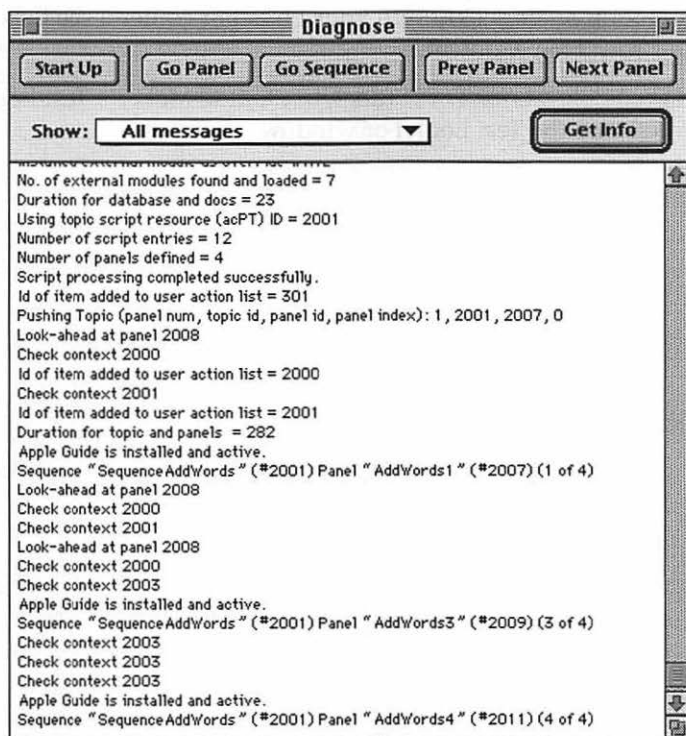 Diagnose
Start Up Go Panel Go Sequence Prev Panel Next Panel
Show: All messages Get Info
No. of external modules found and loaded = 7
Duration for database and docs = 23
Using topic script resource (acPT) ID = 2001
Number of script entries = 12
Number of panels defined = 4
Script processing completed successfully.
Id of item added to user action list = 301
Pushing Topic (panel num, topic id, panel id, panel index): 1, 2001, 2007, 0
Look-ahead at panel 2008
Check context 2000
Id of item added to user action list = 2000
Check context 2001
Id of item added to user action list = 2001
Duration for topic and panels = 282
Apple Guide is installed and active.
Sequence "SequenceAddWords" (#2001) Panel "AddWords1" (#2007) (1 of 4)
Look-ahead at panel 2008
Check context 2000
Check context 2001
Look-ahead at panel 2008
Check context 2000
Check context 2003
Apple Guide is installed and active.
Sequence "SequenceAddWords" (#2001) Panel "AddWords3" (#2009) (3 of 4)
Check context 2003
Check context 2003
Check context 2003
Apple Guide is installed and active.
Sequence "SequenceAddWords" (#2001) Panel "AddWords4" (#2011) (4 of 4)